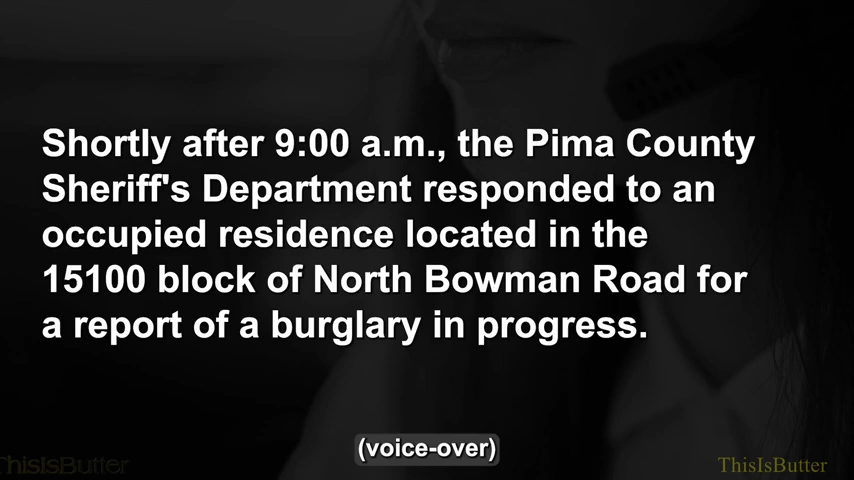 Shortly after 9:00 a.m., the Pima County
Sheriff's Department responded to an
occupied residence located in the
15100 block of North Bowman Road for
a report of a burglary in progress.
(voice-over)
ThisIsButter
ThisIsButter